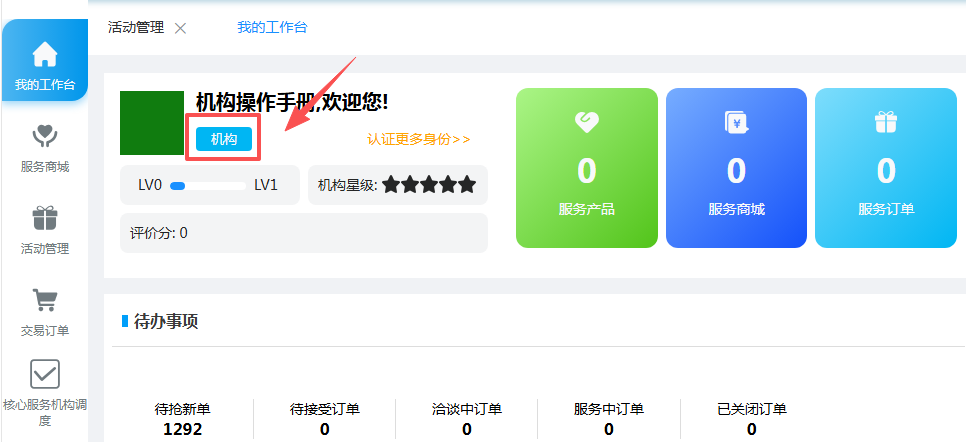 活动管理 我的工作台
我的工作台
服务商城
活动管理
交易订单
核心服务机构调
度
机构操作手册,欢迎您!
机构 认证更多身份>>
LV0 LV1 机构星级:
评价分: 0
0 服务产品
¥ 0 服务商城
0 服务订单
待办事项
待抢新单 待接受订单 洽谈中订单 服务中订单 已关闭订单
1292 0 0 0 0